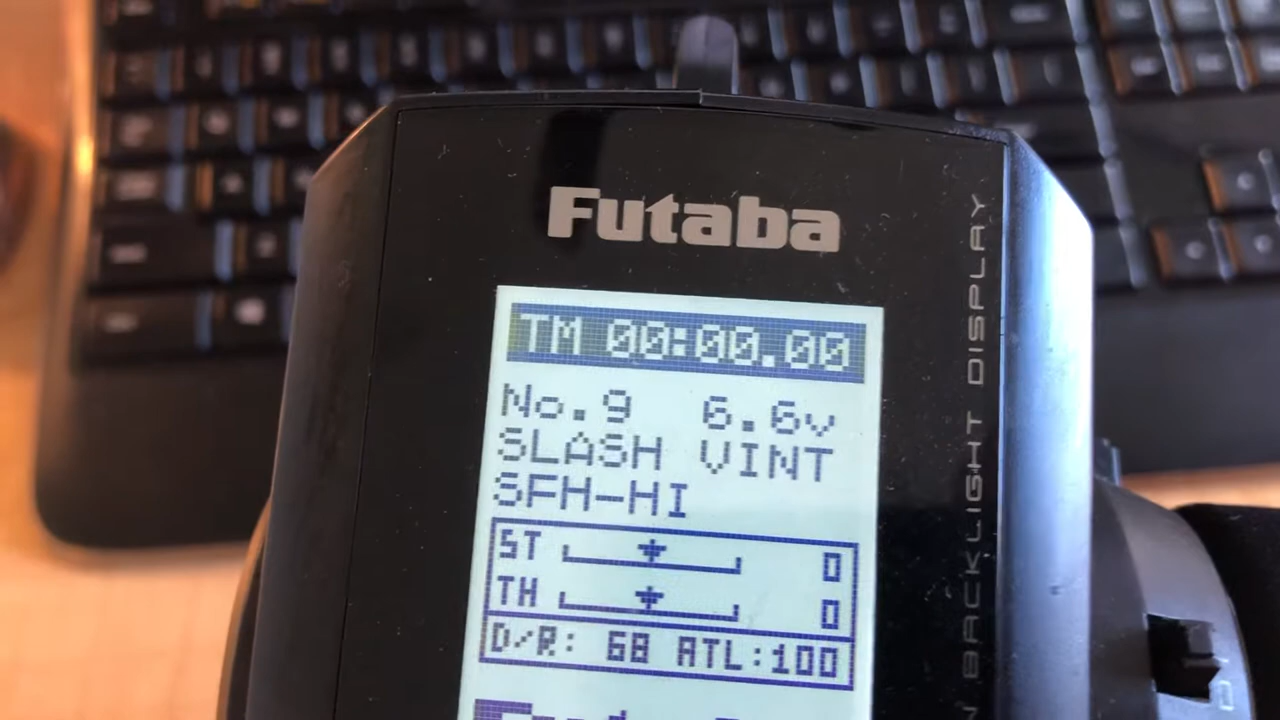 Futaba
TM 00:00.00
No.9 6.6v
SLASH VINT
SFH-HI
ST 0
TH 0
D/R: 68 ATL:100
BACKLIGHT DISPLAY